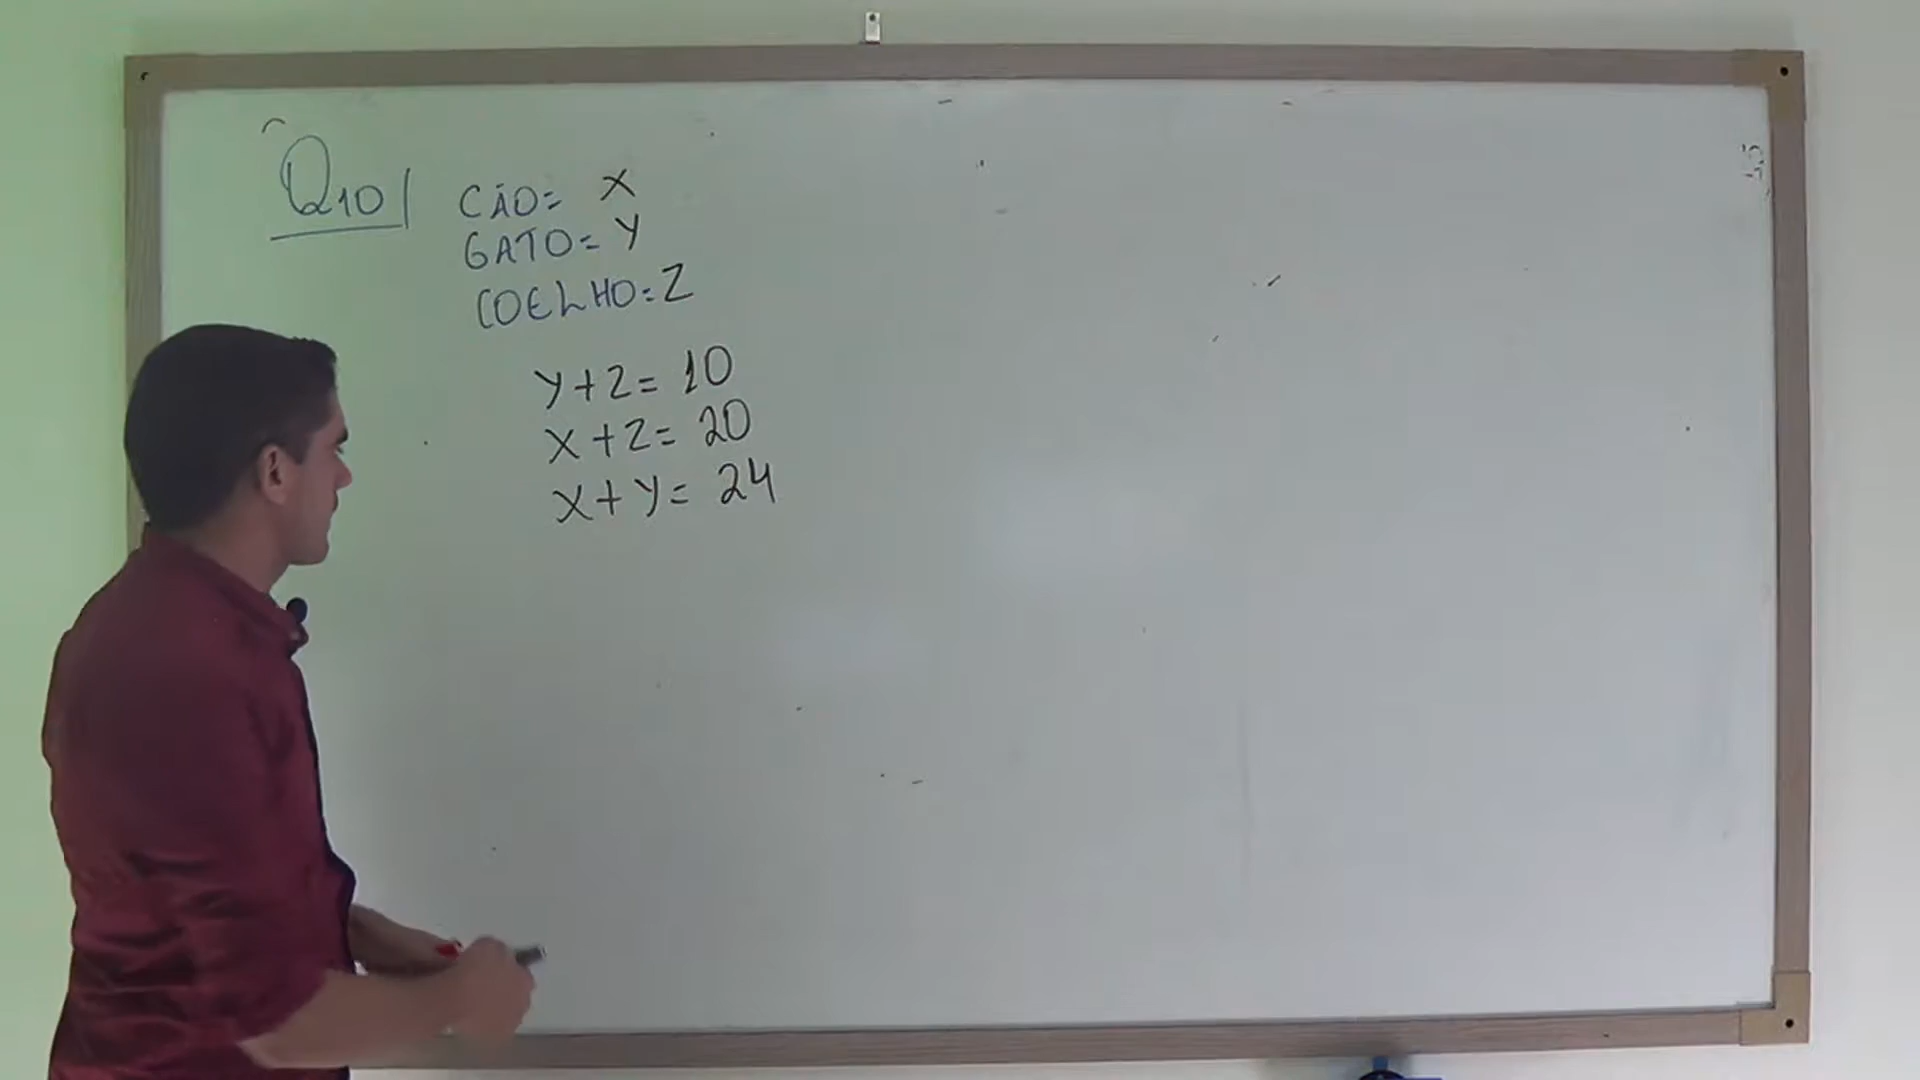 Q10
CÃO= X
GATO= Y
COELHO= Z
Y+Z= 10
X+Z= 20
X+Y= 24